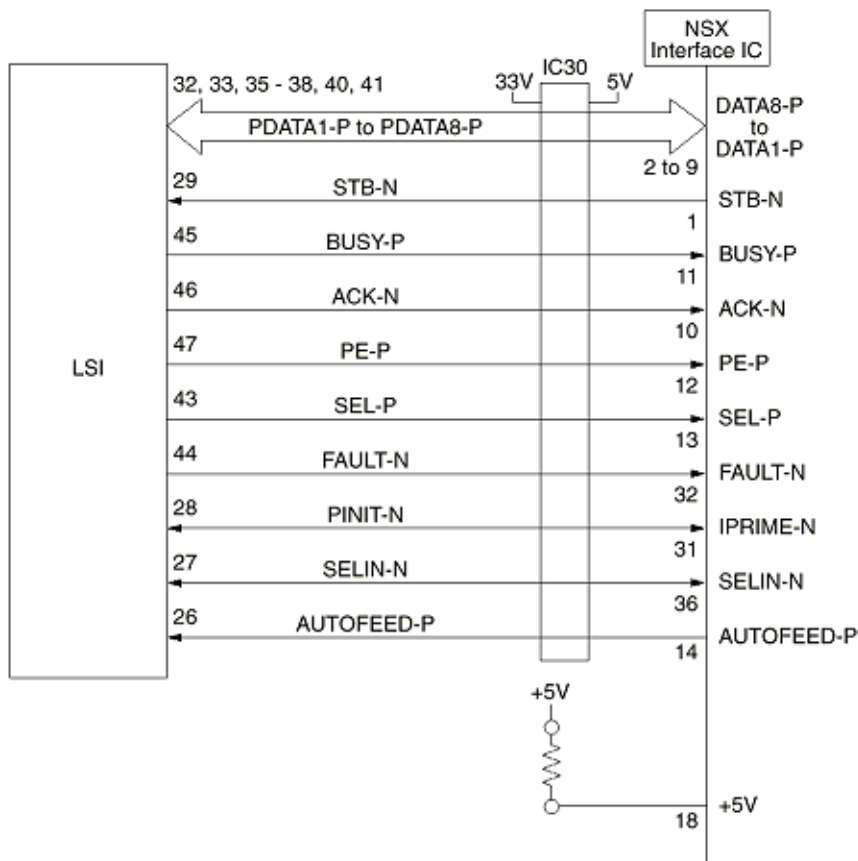 NSX
Interface IC
IC30
32, 33, 35 - 38, 40, 41
33V
5V
PDATA1-P to PDATA8-P
DATA8-P
to
DATA1-P
2 to 9
29
STB-N
STB-N
1
45
BUSY-P
BUSY-P
11
46
ACK-N
ACK-N
10
LSI
47
PE-P
PE-P
12
43
SEL-P
SEL-P
13
44
FAULT-N
FAULT-N
32
28
PINIT-N
IPRIME-N
31
27
SELIN-N
SELIN-N
36
26
AUTOFEED-P
AUTOFEED-P
14
+5V
+5V
18